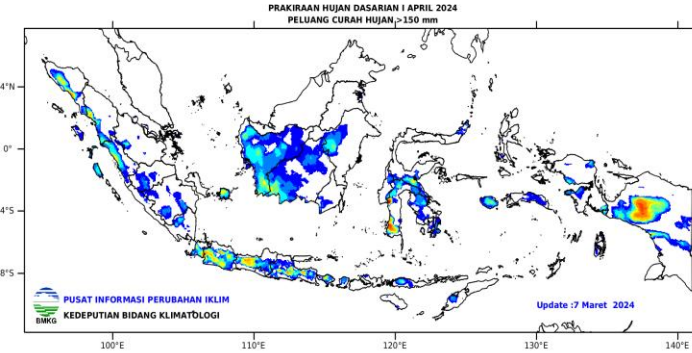 PRAKIRAAN HUJAN DASARIAN I APRIL 2024
PELUANG CURAH HUJAN >150 mm
4°N
0°
4°S
8°S
PUSAT INFORMASI PERUBAHAN IKLIM
KEDEPUTIAN BIDANG KLIMATOLOGI
BMKG
Update :7 Maret 2024
100°E
110°E
120°E
130°E
140°E